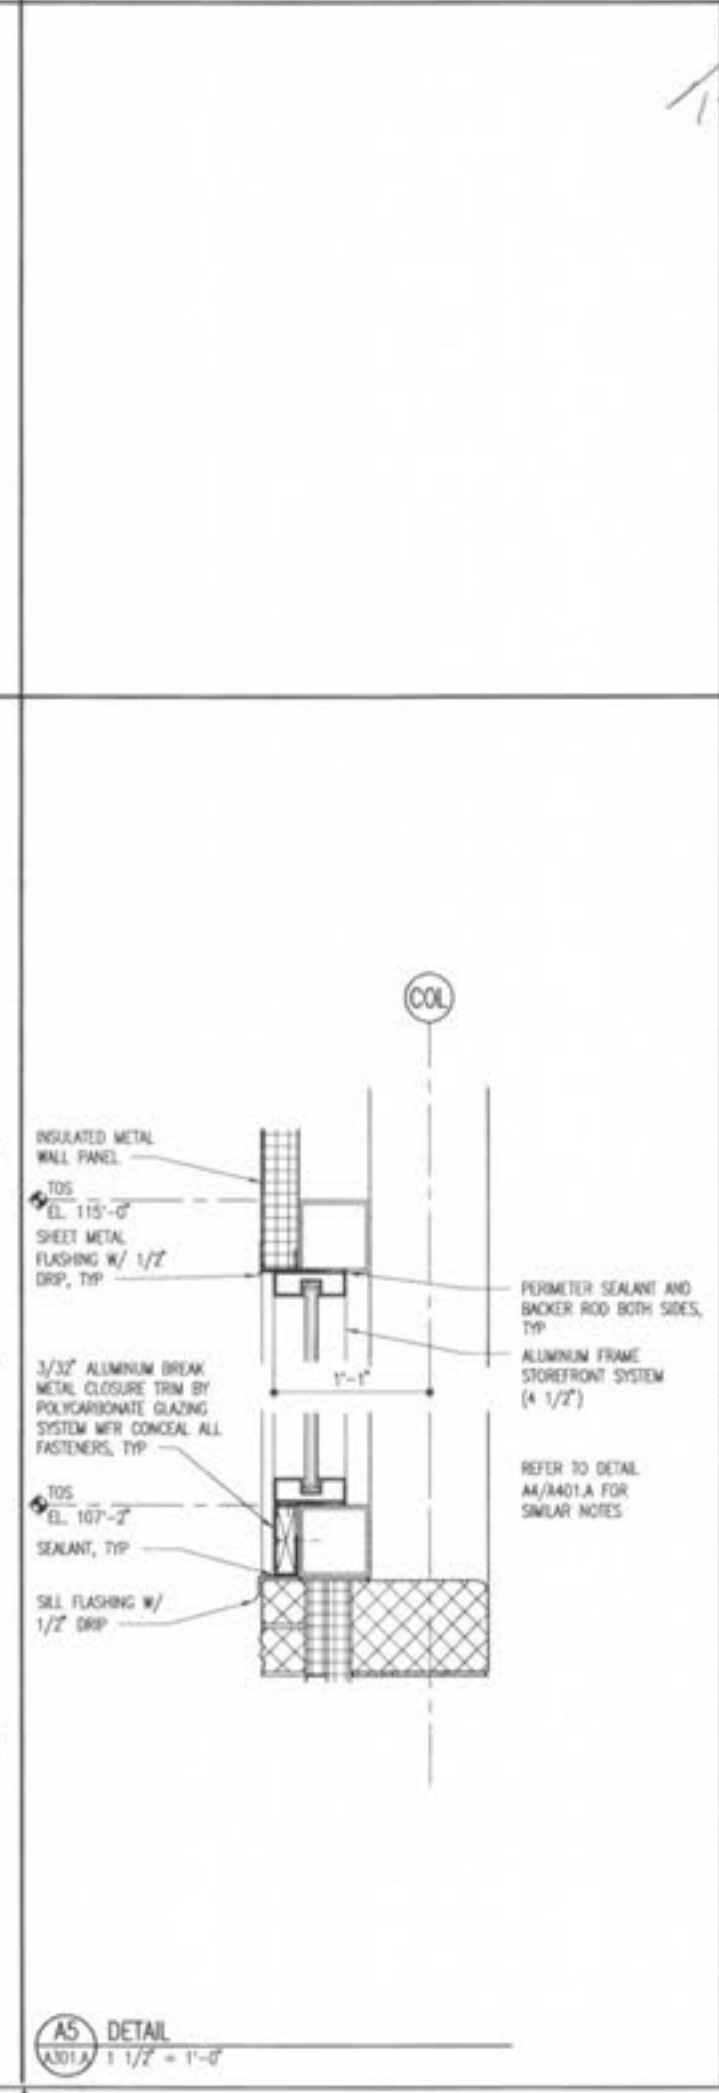 COL
INSULATED METAL
WALL PANEL
TOS
EL. 115'-0"
SHEET METAL
FLASHING W/ 1/2"
DRIP, TYP
PERIMETER SEALANT AND
BACKER ROD BOTH SIDES,
TYP
ALUMINUM FRAME
STOREFRONT SYSTEM
(4 1/2")
1'-1"
3/32" ALUMINUM BREAK
METAL CLOSURE TRIM BY
POLYCARBONATE GLAZING
SYSTEM MFR CONCEAL ALL
FASTENERS, TYP
REFER TO DETAIL
A4/A401.A FOR
SIMILAR NOTES
TOS
EL. 107'-2"
SEALANT, TYP
SILL FLASHING W/
1/2" DRIP
A5 DETAIL
A301.A 1 1/2" = 1'-0"